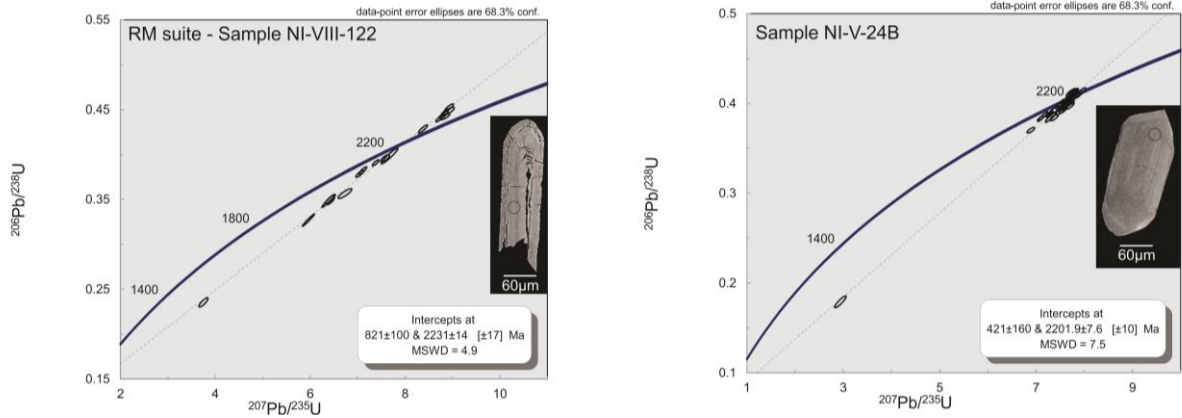 data-point error ellipses are 68.3% conf.
RM suite - Sample NI-VIII-122
0.55
0.45
0.35
0.25
0.15
206Pb/238U
2200
1800
1400
60µm
Intercepts at
821±100 & 2231±14 [±17] Ma
MSWD = 4.9
2
4
6
8
10
207Pb/235U
data-point error ellipses are 68.3% conf.
Sample NI-V-24B
0.5
0.4
0.3
0.2
0.1
206Pb/238U
2200
1400
60µm
Intercepts at
421±160 & 2201.9±7.6 [±10] Ma
MSWD = 7.5
1
3
5
7
9
207Pb/235U